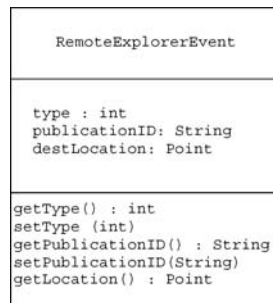 RemoteExplorerEvent
type : int
publicationID: String
destLocation: Point
getType() : int
setType (int)
getPublicationID() : String
setPublicationID(String)
getLocation() : Point